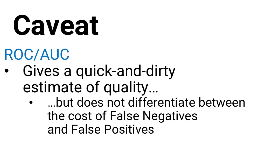 Caveat
ROC/AUC
• Gives a quick-and-dirty
estimate of quality…
• …but does not differentiate between
the cost of False Negatives
and False Positives